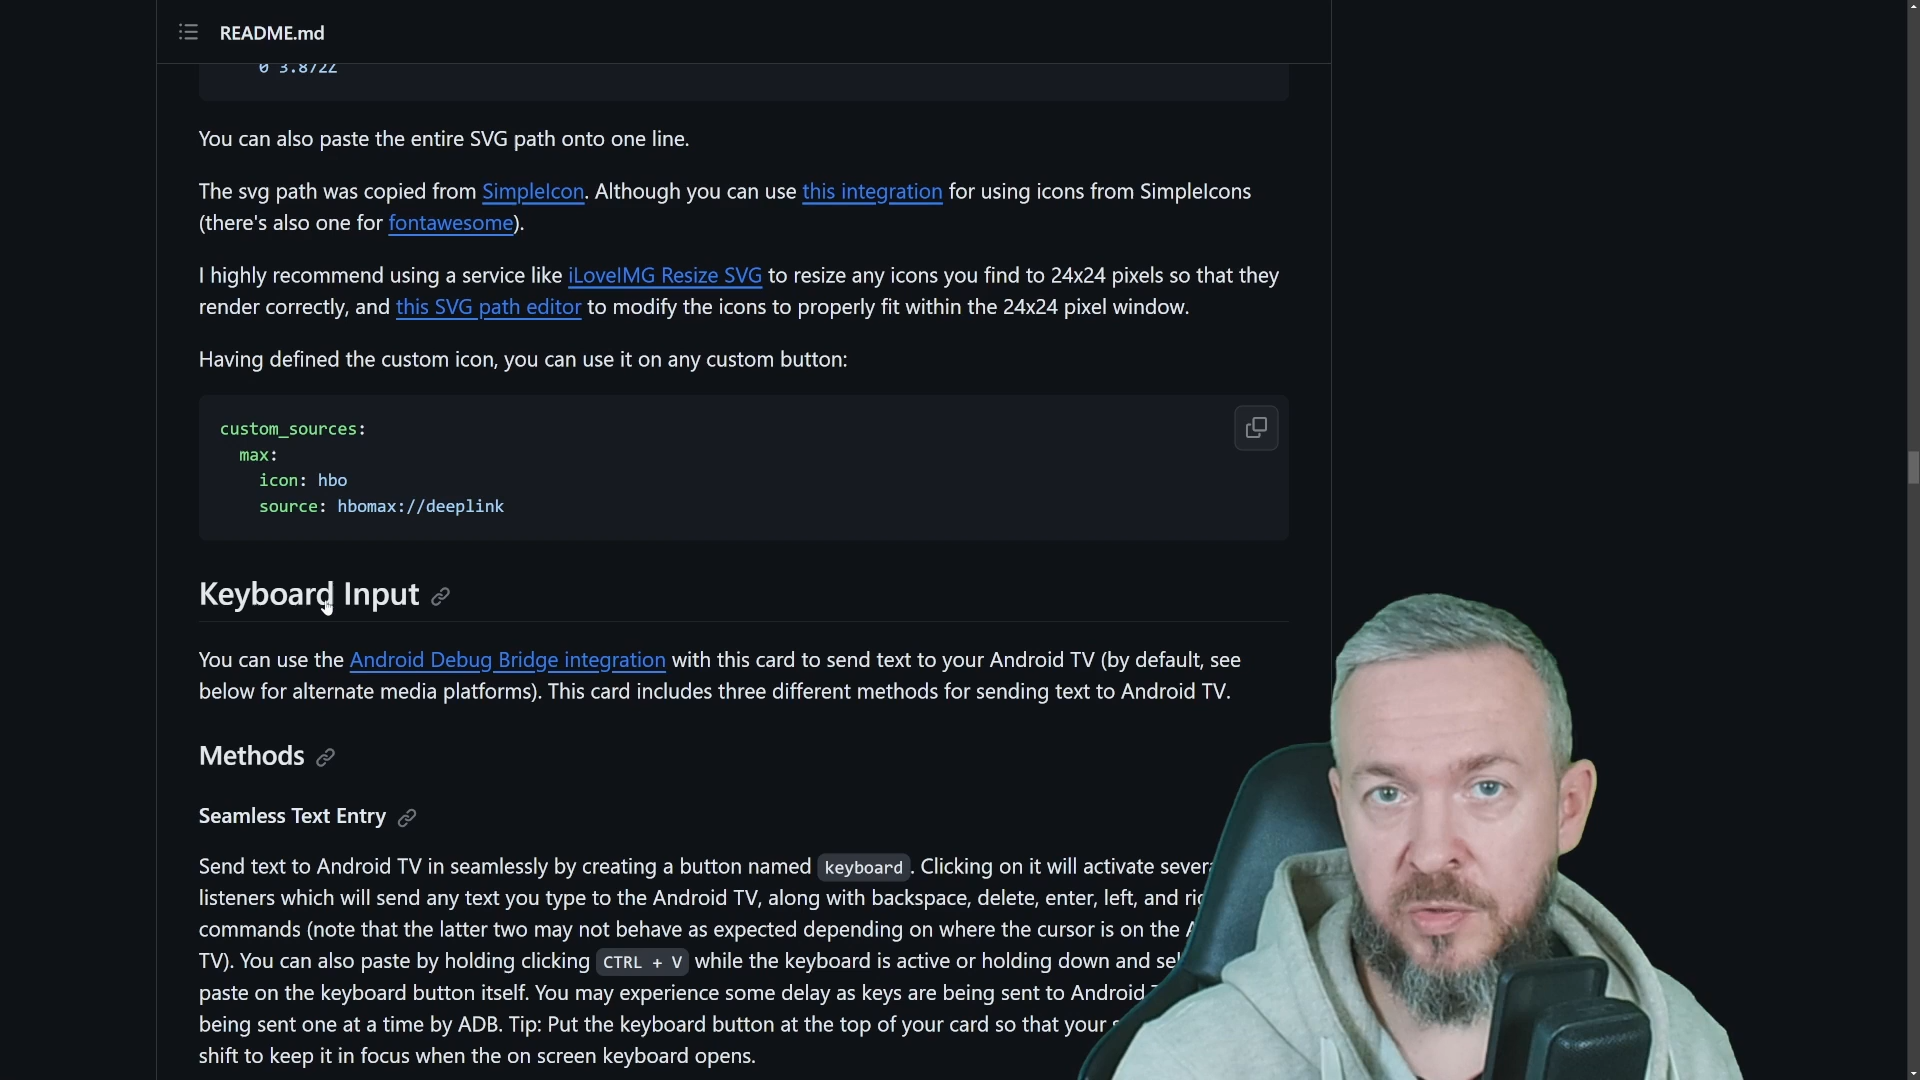 README.md
0 3.872Z
You can also paste the entire SVG path onto one line.
The svg path was copied from SimpleIcon. Although you can use this integration for using icons from SimpleIcons
(there's also one for fontawesome).
I highly recommend using a service like iLoveIMG Resize SVG to resize any icons you find to 24x24 pixels so that they
render correctly, and this SVG path editor to modify the icons to properly fit within the 24x24 pixel window.
Having defined the custom icon, you can use it on any custom button:
custom_sources:
max:
icon: hbo
source: hbomax://deeplink
Keyboard Input
You can use the Android Debug Bridge integration with this card to send text to your Android TV (by default, see
below for alternate media platforms). This card includes three different methods for sending text to Android TV.
Methods
Seamless Text Entry
Send text to Android TV in seamlessly by creating a button named keyboard. Clicking on it will activate
listeners which will send any text you type to the Android TV, along with backspace, delete, enter, left, and
commands (note that the latter two may not behave as expected depending on where the cursor is on the
TV). You can also paste by holding clicking CTRL + V while the keyboard is active or holding down and
paste on the keyboard button itself. You may experience some delay as keys are being sent to Android
being sent one at a time by ADB. Tip: Put the keyboard button at the top of your card so that your
shift to keep it in focus when the on screen keyboard opens.